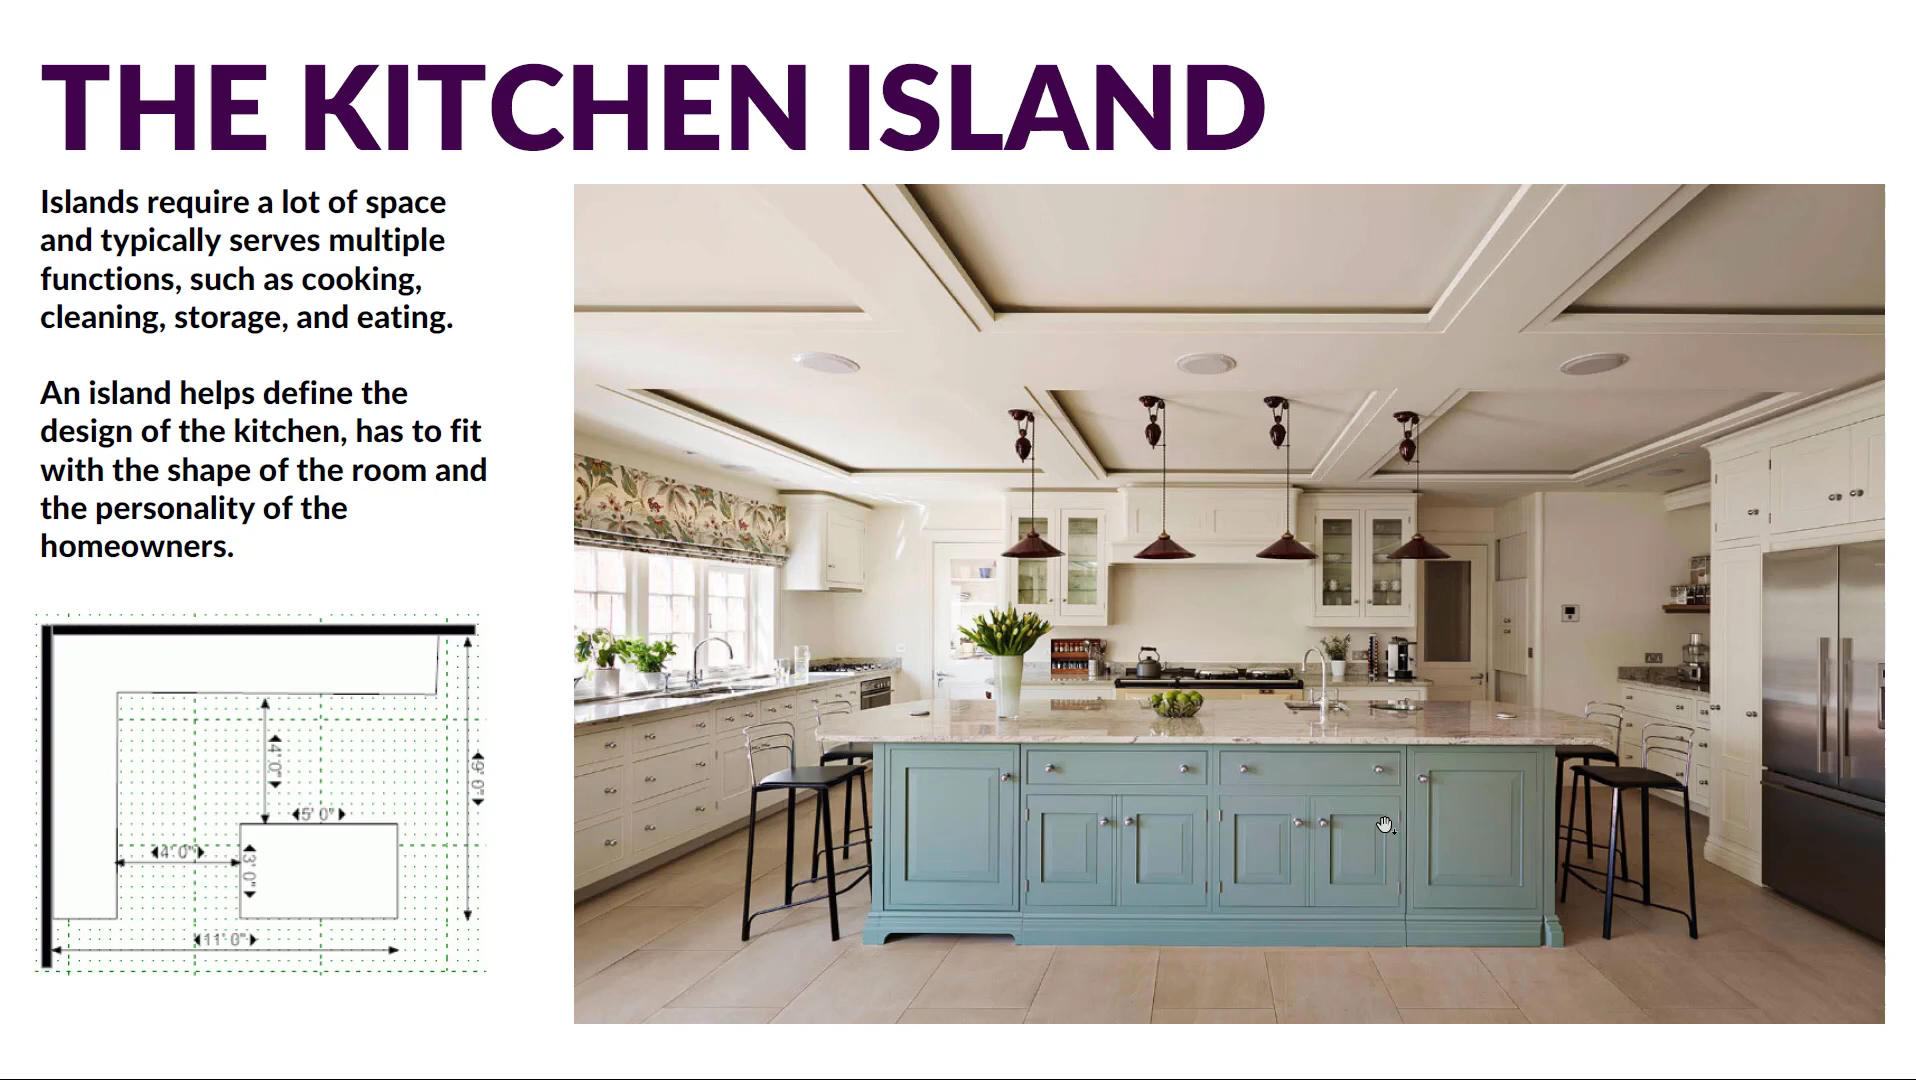 THE KITCHEN ISLAND
Islands require a lot of space
and typically serves multiple
functions, such as cooking,
cleaning, storage, and eating.
An island helps define the
design of the kitchen, has to fit
with the shape of the room and
the personality of the
homeowners.
4' 0"
9' 0"
5' 0"
4' 0"
3' 0"
11' 0"